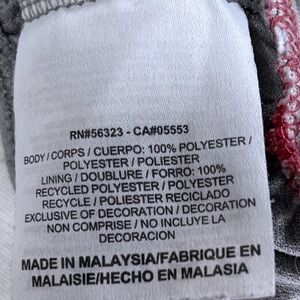 RN#56323 - CA#05553
BODY / CORPS / CUERPO: 100% POLYESTER /
POLYESTER / POLIESTER
LINING / DOUBLURE / FORRO: 100%
RECYCLED POLYESTER / POLYESTER
RECYCLE / POLIESTER RECICLADO
EXCLUSIVE OF DECORATION / DECORATION
NON COMPRISE / NO INCLUYE LA
DECORACION
MADE IN MALAYSIA/FABRIQUE EN
MALAISIE/HECHO EN MALASIA